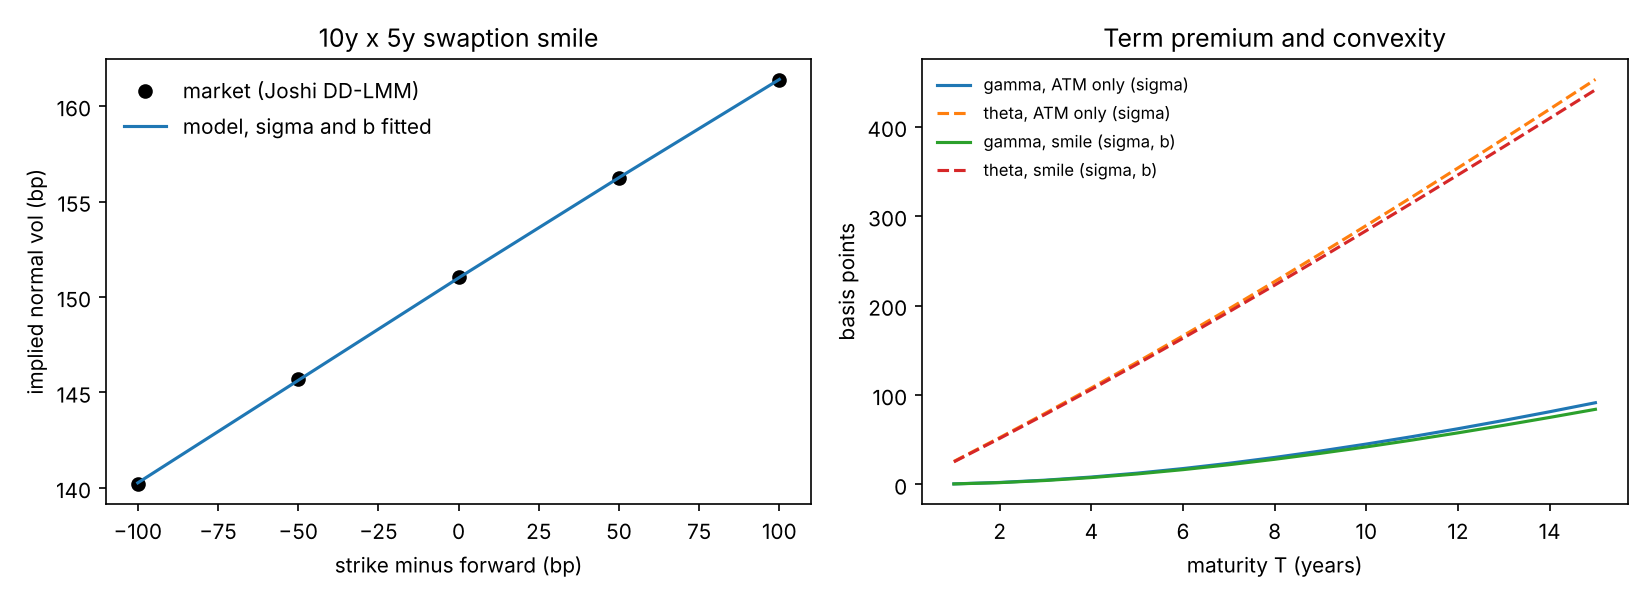 10y x 5y swaption smile
market (Joshi DD-LMM)
model, sigma and b fitted
implied normal vol (bp)
160
155
150
145
140
−100 −75 −50 −25 0 25 50 75 100
strike minus forward (bp)
Term premium and convexity
gamma, ATM only (sigma)
theta, ATM only (sigma)
gamma, smile (sigma, b)
theta, smile (sigma, b)
basis points
400
300
200
100
0
2 4 6 8 10 12 14
maturity T (years)